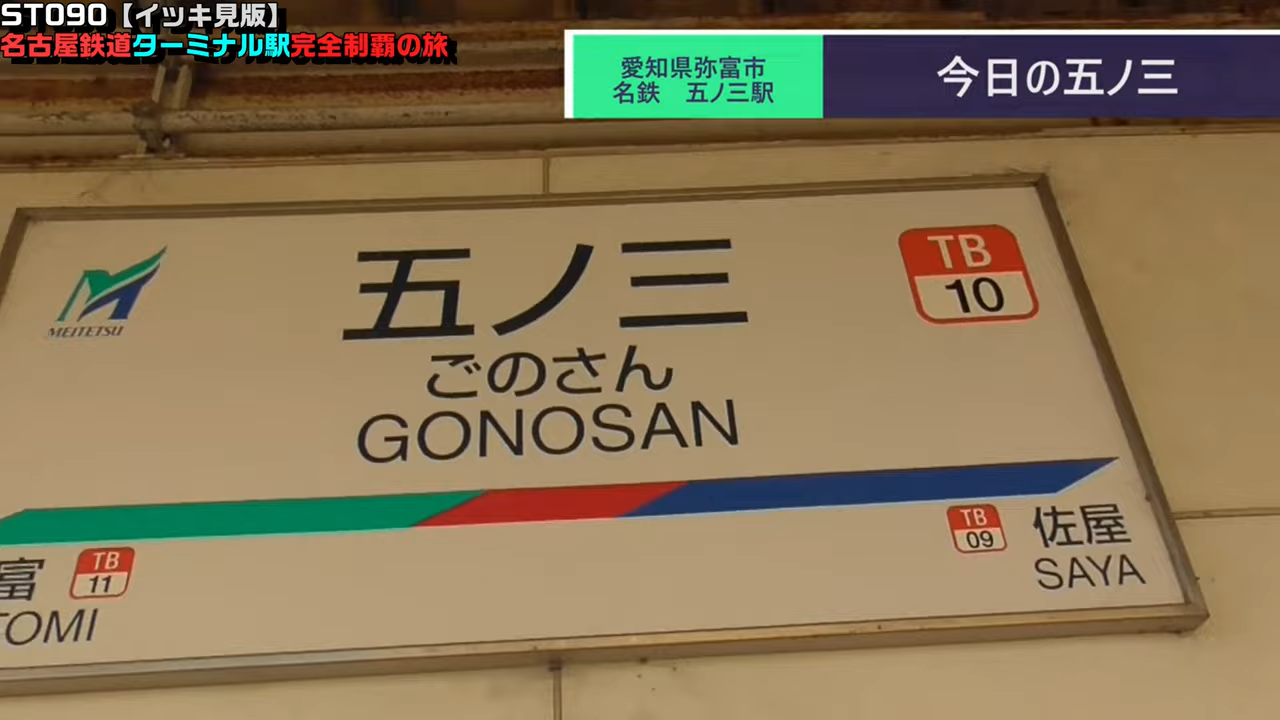 ST090【イッキ見版】
名古屋鉄道ターミナル駅完全制覇の旅
愛知県弥富市
名鉄　五ノ三駅
今日の五ノ三
MEITETSU
五ノ三
ごのさん
GONOSAN
TB
10
富
TOMI
TB
11
TB
09
佐屋
SAYA